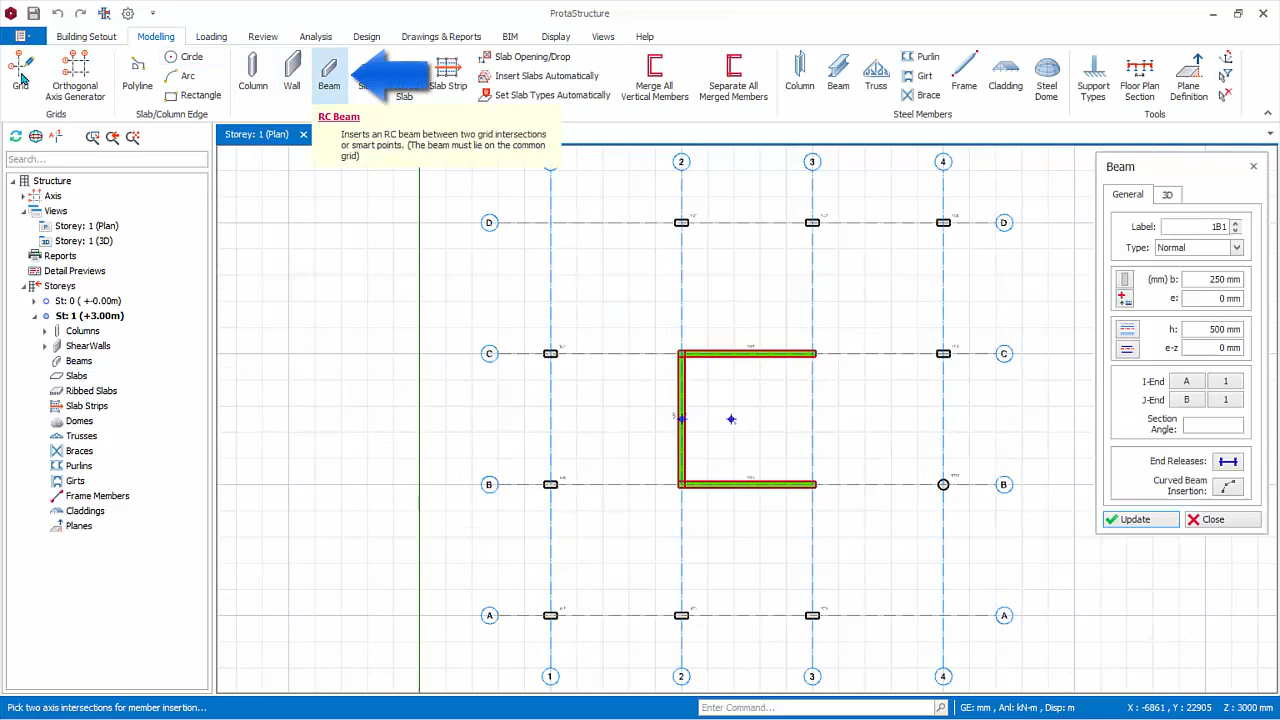 ProtaStructure
Building Setout
Modeling
Loading
Review
Analysis
Design
Drawings & Reports
BIM
Display
Views
Help
Grid
Orthogonal
Axis Generator
Grids
Polyline
Circle
Arc
Rectangle
Slab/Column Edge
Column
Wall
Beam
Slab
Slab Strip
Slab Opening/Drop
Insert Slabs Automatically
Set Slab Types Automatically
Merge All
Vertical Members
Separate All
Merged Members
Column
Beam
Truss
Purlin
Girt
Brace
Frame
Cladding
Steel
Dome
Steel Members
Support
Types
Floor Plan
Section
Plane
Definition
Tools
RC Beam
Inserts an RC beam between two grid intersections
or smart points. (The beam must lie on the common
grid)
Search...
Structure
Axis
Views
Storey: 1 (Plan)
Storey: 1 (3D)
Reports
Detail Previews
Storeys
St: 0 ( +-0.00m)
St: 1 (+3.00m)
Columns
ShearWalls
Beams
Slabs
Ribbed Slabs
Slab Strips
Domes
Trusses
Braces
Purlins
Girts
Frame Members
Claddings
Planes
Storey: 1 (Plan)
2
3
4
D
D
C
C
B
B
A
A
1
2
3
4
Beam
General
3D
Label:
1B1
Type:
Normal
(mm) b:
250 mm
e:
0 mm
h:
500 mm
e-z
0 mm
I-End
A
1
J-End
B
1
Section
Angle:
End Releases:
Curved Beam
Insertion:
Update
Close
Pick two axis intersections for member insertion...
Enter Command...
GE: mm , Anl: kN-m , Disp: m
X : -6861 , Y : 22905
Z : 3000 mm